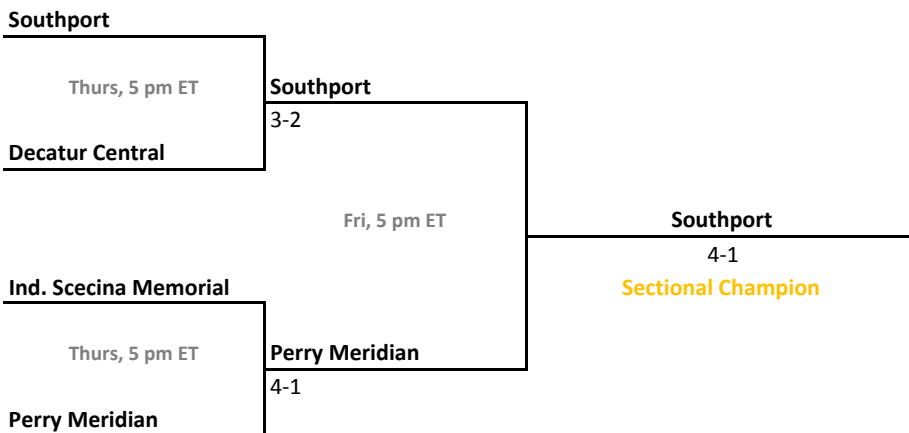 Southport
Thurs, 5 pm ET
Southport
3-2
Decatur Central
Fri, 5 pm ET
Southport
4-1
Sectional Champion
Ind. Scecina Memorial
Thurs, 5 pm ET
Perry Meridian
4-1
Perry Meridian